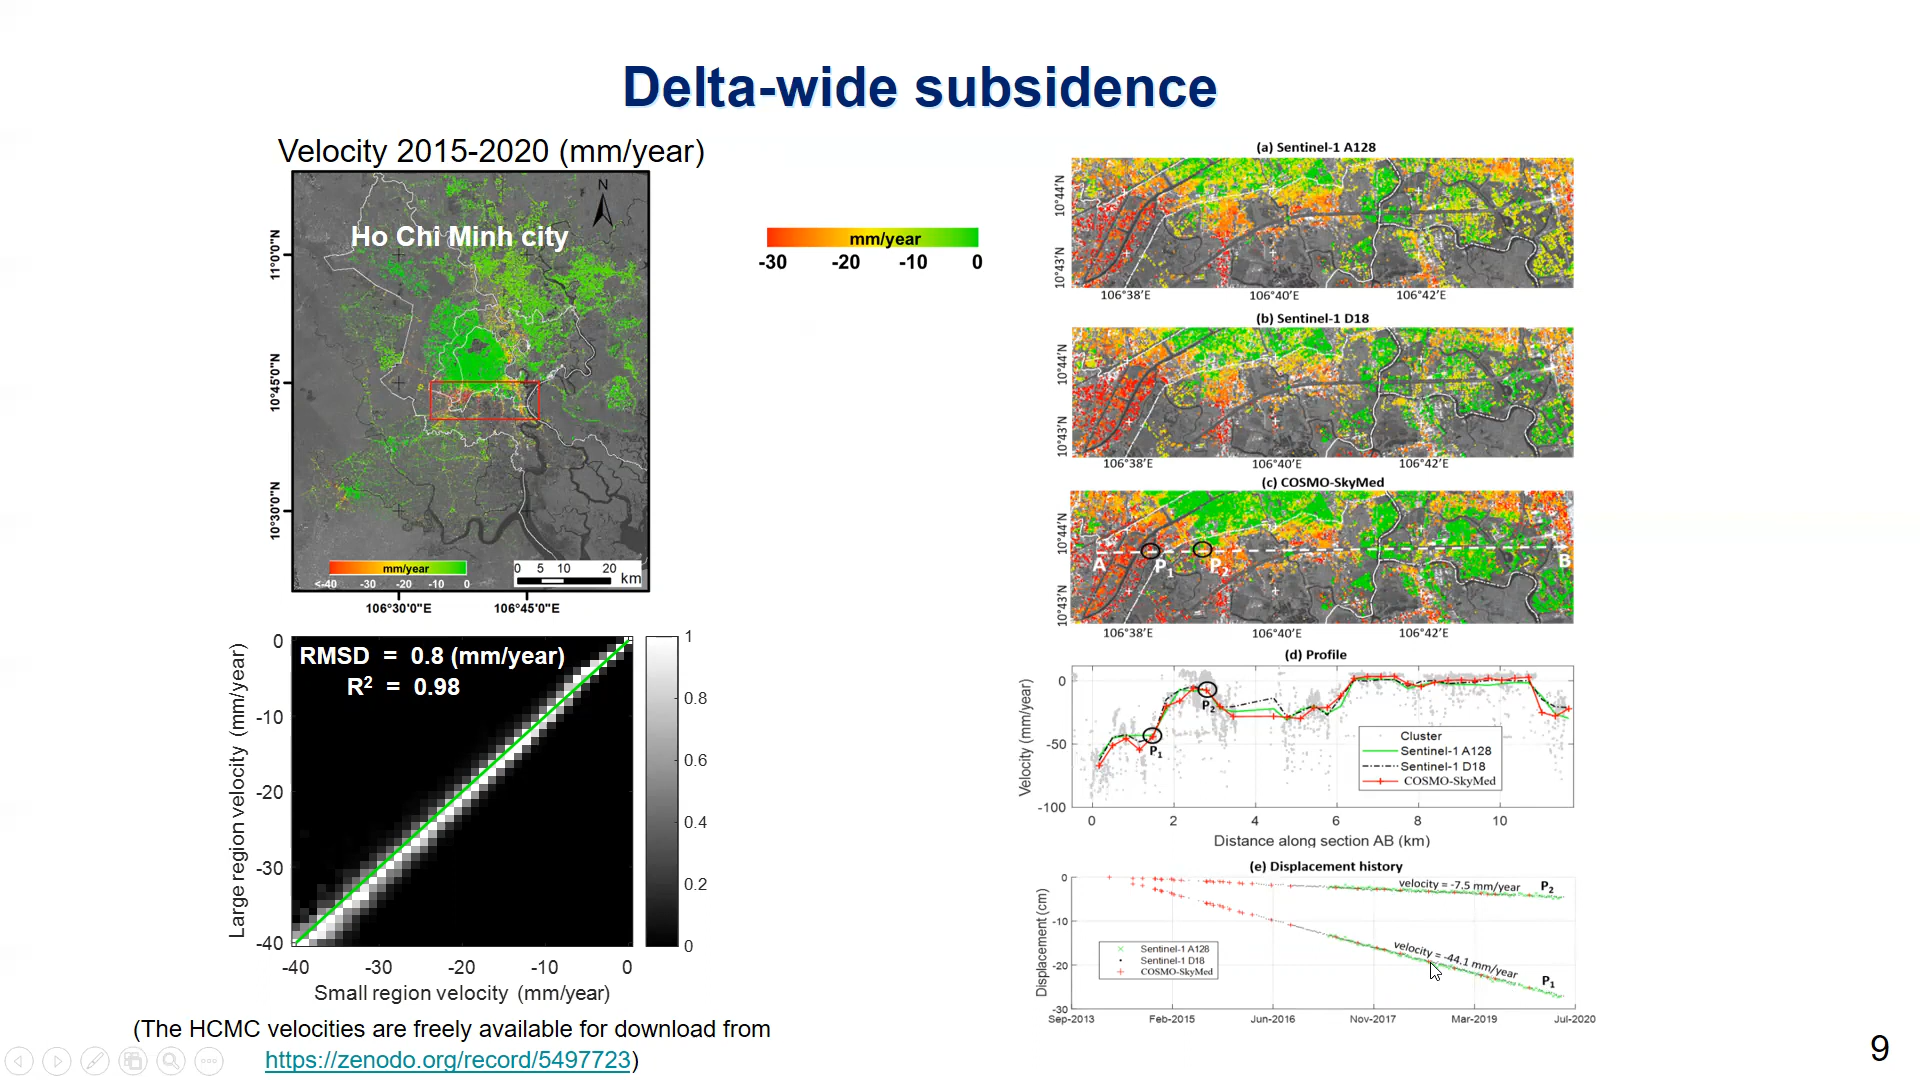 Delta-wide subsidence
Velocity 2015-2020 (mm/year)
N
Ho Chi Minh city
11°0'0"N
10°45'0"N
10°30'0"N
mm/year
<-40 -30 -20 -10 0
0 5 10 20
km
106°30'0"E 106°45'0"E
mm/year
-30 -20 -10 0
RMSD = 0.8 (mm/year)
R² = 0.98
Large region velocity (mm/year)
0
-10
-20
-30
-40
-40 -30 -20 -10 0
Small region velocity (mm/year)
1
0.8
0.6
0.4
0.2
0
(The HCMC velocities are freely available for download from
https://zenodo.org/record/5497723)
(a) Sentinel-1 A128
10°44'N
10°43'N
106°38'E 106°40'E 106°42'E
(b) Sentinel-1 D18
10°44'N
10°43'N
106°38'E 106°40'E 106°42'E
(c) COSMO-SkyMed
10°44'N
10°43'N
A P₁ P₂ B
106°38'E 106°40'E 106°42'E
(d) Profile
Velocity (mm/year)
0
-50
-100
P₂
P₁
Cluster
Sentinel-1 A128
Sentinel-1 D18
COSMO-SkyMed
0 2 4 6 8 10
Distance along section AB (km)
(e) Displacement history
Displacement (cm)
0
-10
-20
-30
velocity = -7.5 mm/year P₂
velocity = -44.1 mm/year
P₁
Sentinel-1 A128
Sentinel-1 D18
COSMO-SkyMed
Sep-2013 Feb-2015 Jun-2016 Nov-2017 Mar-2019 Jul-2020
9